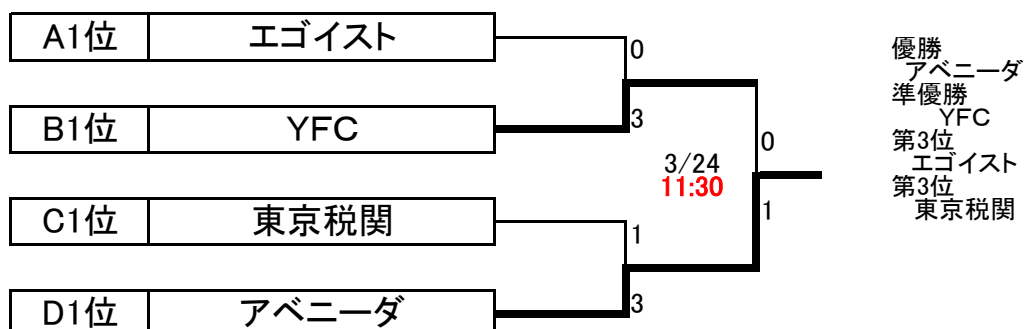 A1位 エゴイスト
0
B1位 YFC
3
C1位 東京税関
1
D1位 アベニーダ
3
3/24
11:30
0
1
優勝
アベニーダ
準優勝
YFC
第3位
エゴイスト
第3位
東京税関